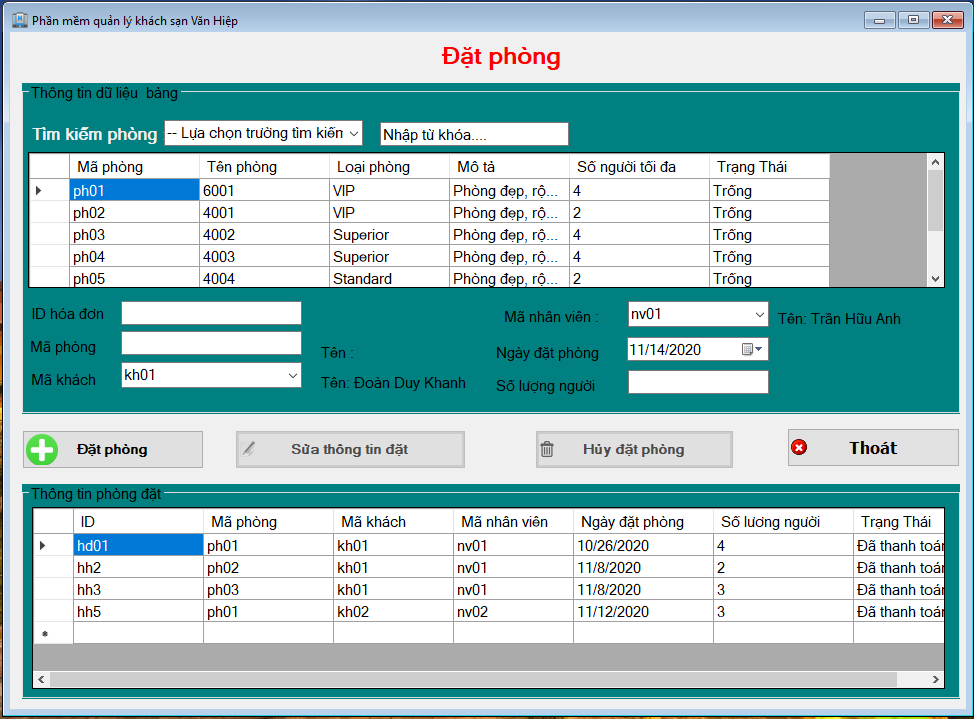 Phần mềm quản lý khách sạn Văn Hiệp
Đặt phòng
Thông tin dữ liệu bảng
Tìm kiếm phòng -- Lựa chọn trường tìm kiếm Nhập từ khóa....
Mã phòng Tên phòng Loại phòng Mô tả Số người tối đa Trạng Thái
ph01 6001 VIP Phòng đẹp, rộ... 4 Trống
ph02 4001 VIP Phòng đẹp, rộ... 2 Trống
ph03 4002 Superior Phòng đẹp, rộ... 4 Trống
ph04 4003 Superior Phòng đẹp, rộ... 4 Trống
ph05 4004 Standard Phòng đẹp, rộ... 2 Trống
ID hóa đơn Mã nhân viên : nv01 Tên: Trần Hữu Anh
Mã phòng Tên : Ngày đặt phòng 11/14/2020
Mã khách kh01 Tên: Đoàn Duy Khanh Số lượng người
Đặt phòng Sửa thông tin đặt Hủy đặt phòng Thoát
Thông tin phòng đặt
ID Mã phòng Mã khách Mã nhân viên Ngày đặt phòng Số lương người Trạng Thái
hd01 ph01 kh01 nv01 10/26/2020 4 Đã thanh toán
hh2 ph02 kh01 nv01 11/8/2020 2 Đã thanh toán
hh3 ph03 kh01 nv01 11/8/2020 3 Đã thanh toán
hh5 ph01 kh02 nv02 11/12/2020 3 Đã thanh toán